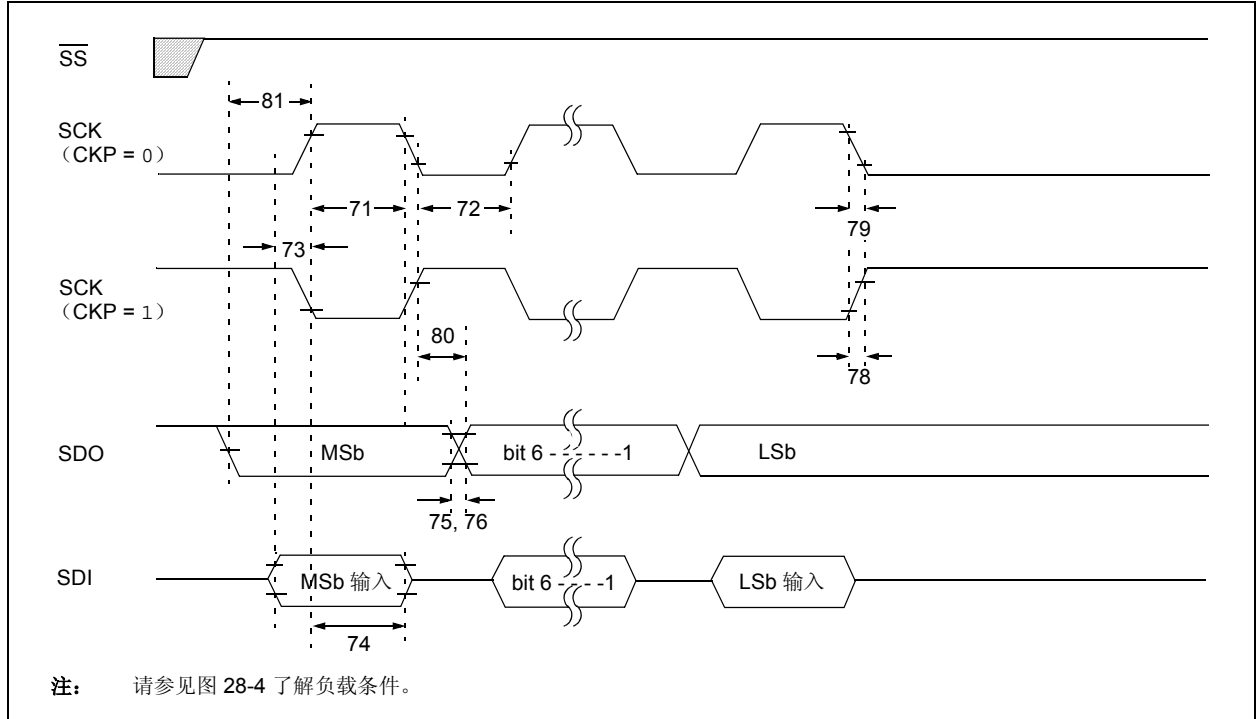 SS
81
SCK
（CKP = 0）
71
72
79
73
SCK
（CKP = 1）
80
78
SDO
MSb
bit 6 - - - - - - -1
LSb
75, 76
SDI
MSb 输入
bit 6 - - - - -1
LSb 输入
74
注： 请参见图 28-4 了解负载条件。